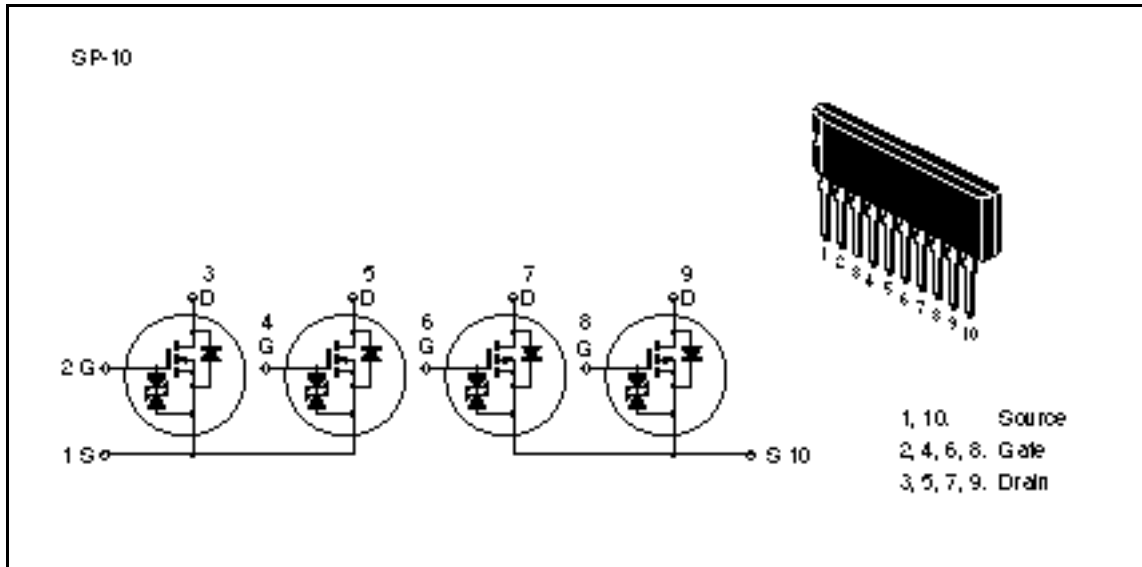 SP-10
1 2 3 4 5 6 7 8 9 10
3 5 7 9
D D D D
4 6 8
G G G
2 G
1 S S 10
1, 10. Source
2, 4, 6, 8. Gate
3, 5, 7, 9. Drain